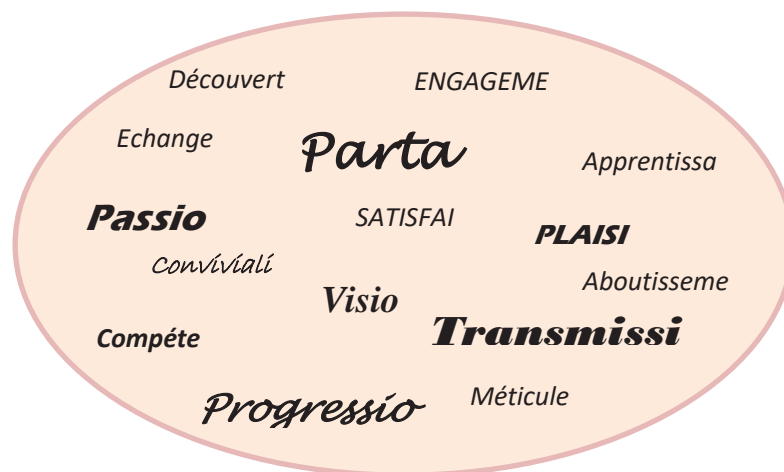 Découvert
ENGAGEME
Echange
Parta
Apprentissa
Passio
SATISFAI
PLAISI
Conviviali
Aboutisseme
Visio
Transmissi
Compéte
Progressio
Méticule